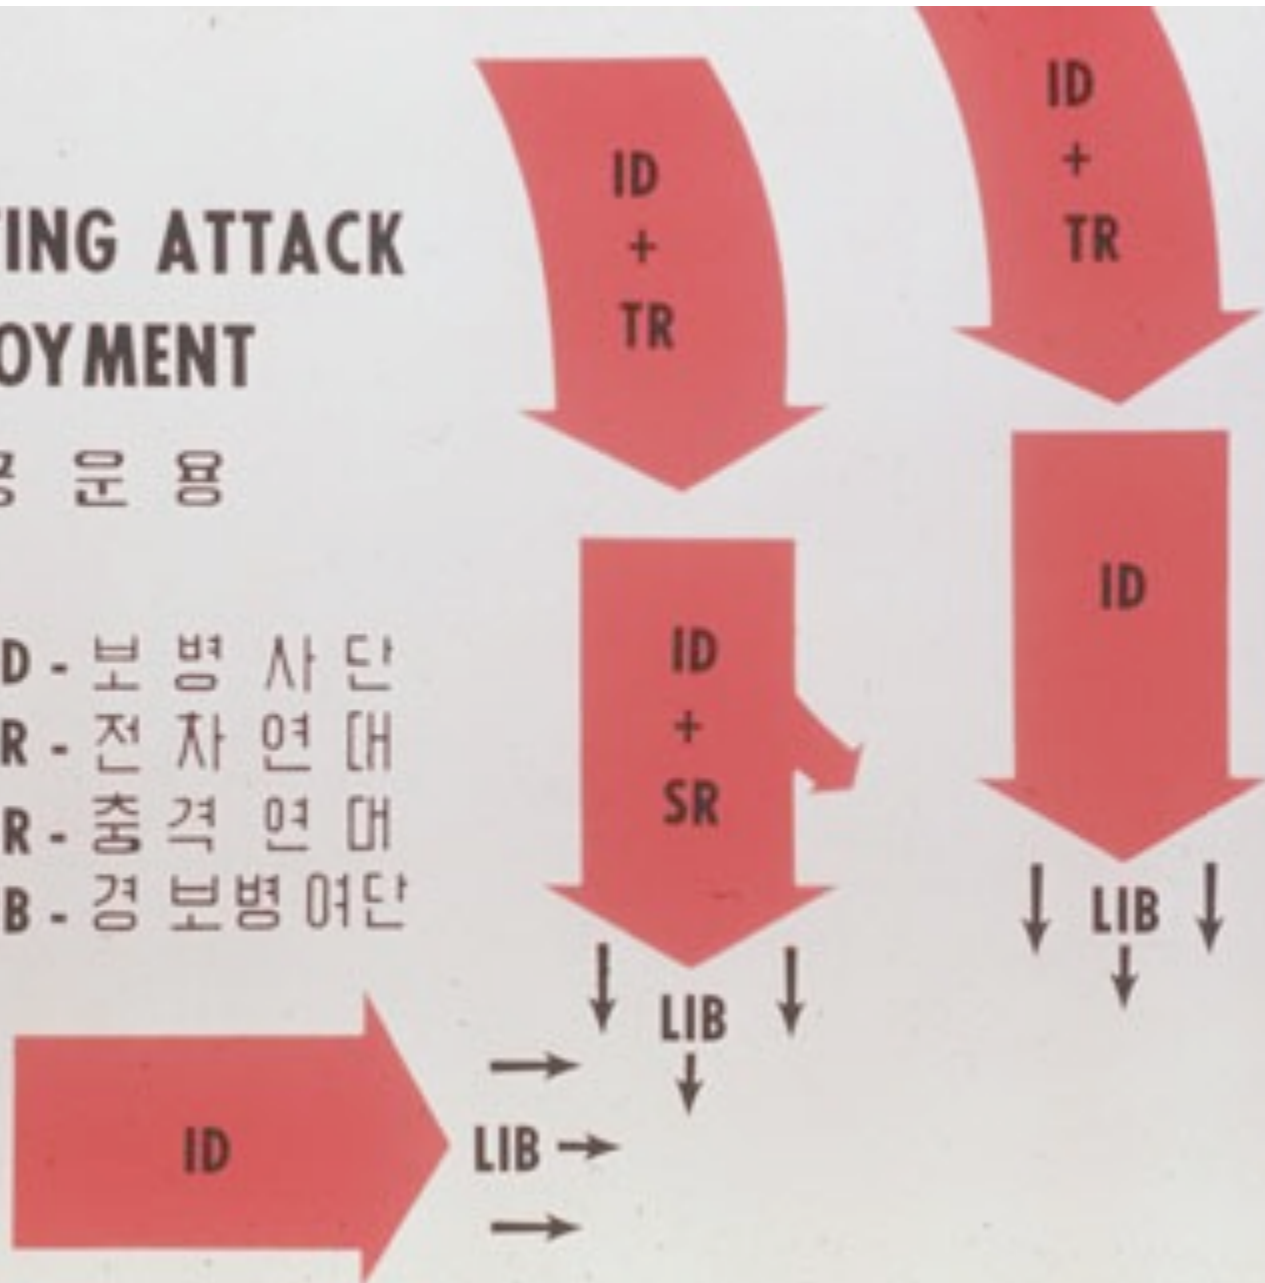 ING ATTACK
OYMENT
공 운 용
D - 보 병 사 단
R - 전 차 연 대
R - 충 격 연 대
B - 경 보병 여단
ID
+
TR
ID
+
SR
LIB
ID
+
TR
ID
LIB
ID
LIB